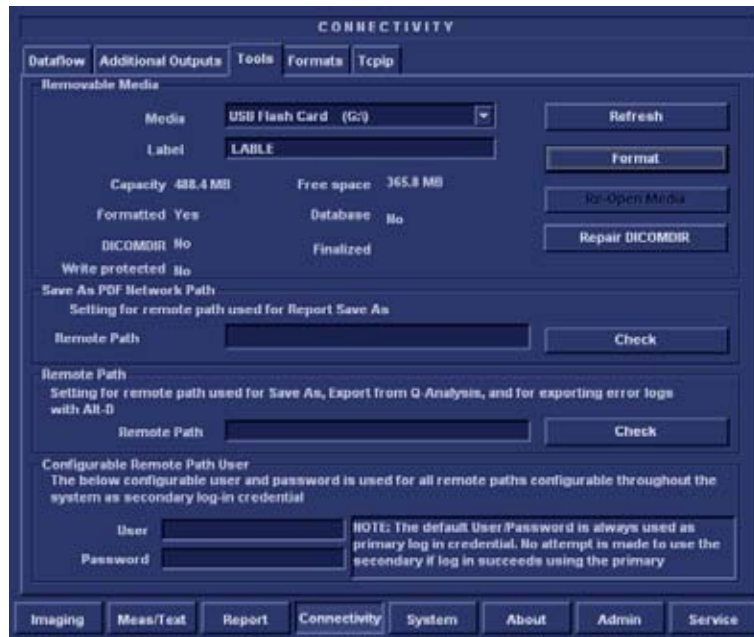 CONNECTIVITY
Dataflow Additional Outputs Tools Formats Tcpip
Removable Media
Media USB Flash Card (G:\) Refresh
Label LABLE Format
Capacity 488.4 MB Free space 365.8 MB
Re-Open Media
Formatted Yes Database No
DICOMDIR No Finalized Repair DICOMDIR
Write protected No
Save As PDF Network Path
Setting for remote path used for Report Save As
Remote Path Check
Remote Path
Setting for remote path used for Save As, Export from Q-Analysis, and for exporting error logs
with Alt-D
Remote Path Check
Configurable Remote Path User
The below configurable user and password is used for all remote paths configurable throughout the
system as secondary log-in credential
User
Password
NOTE: The default User/Password is always used as
primary log in credential. No attempt is made to use the
secondary if log in succeeds using the primary
Imaging Meas/Text Report Connectivity System About Admin Service